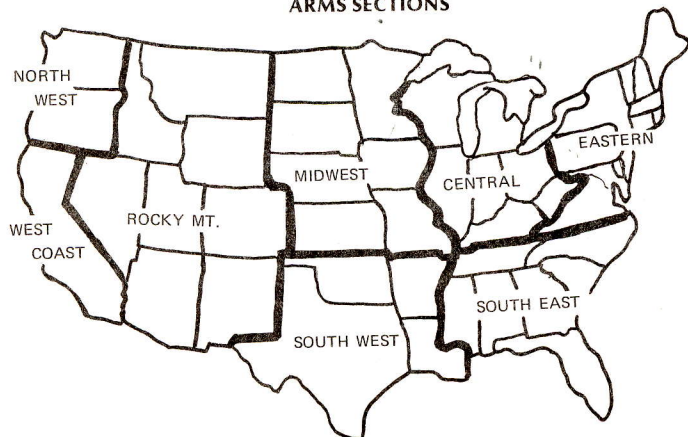 ARMS SECTIONS
NORTH
WEST
EASTERN
MIDWEST
CENTRAL
ROCKY MT.
WEST
COAST
SOUTH EAST
SOUTH WEST